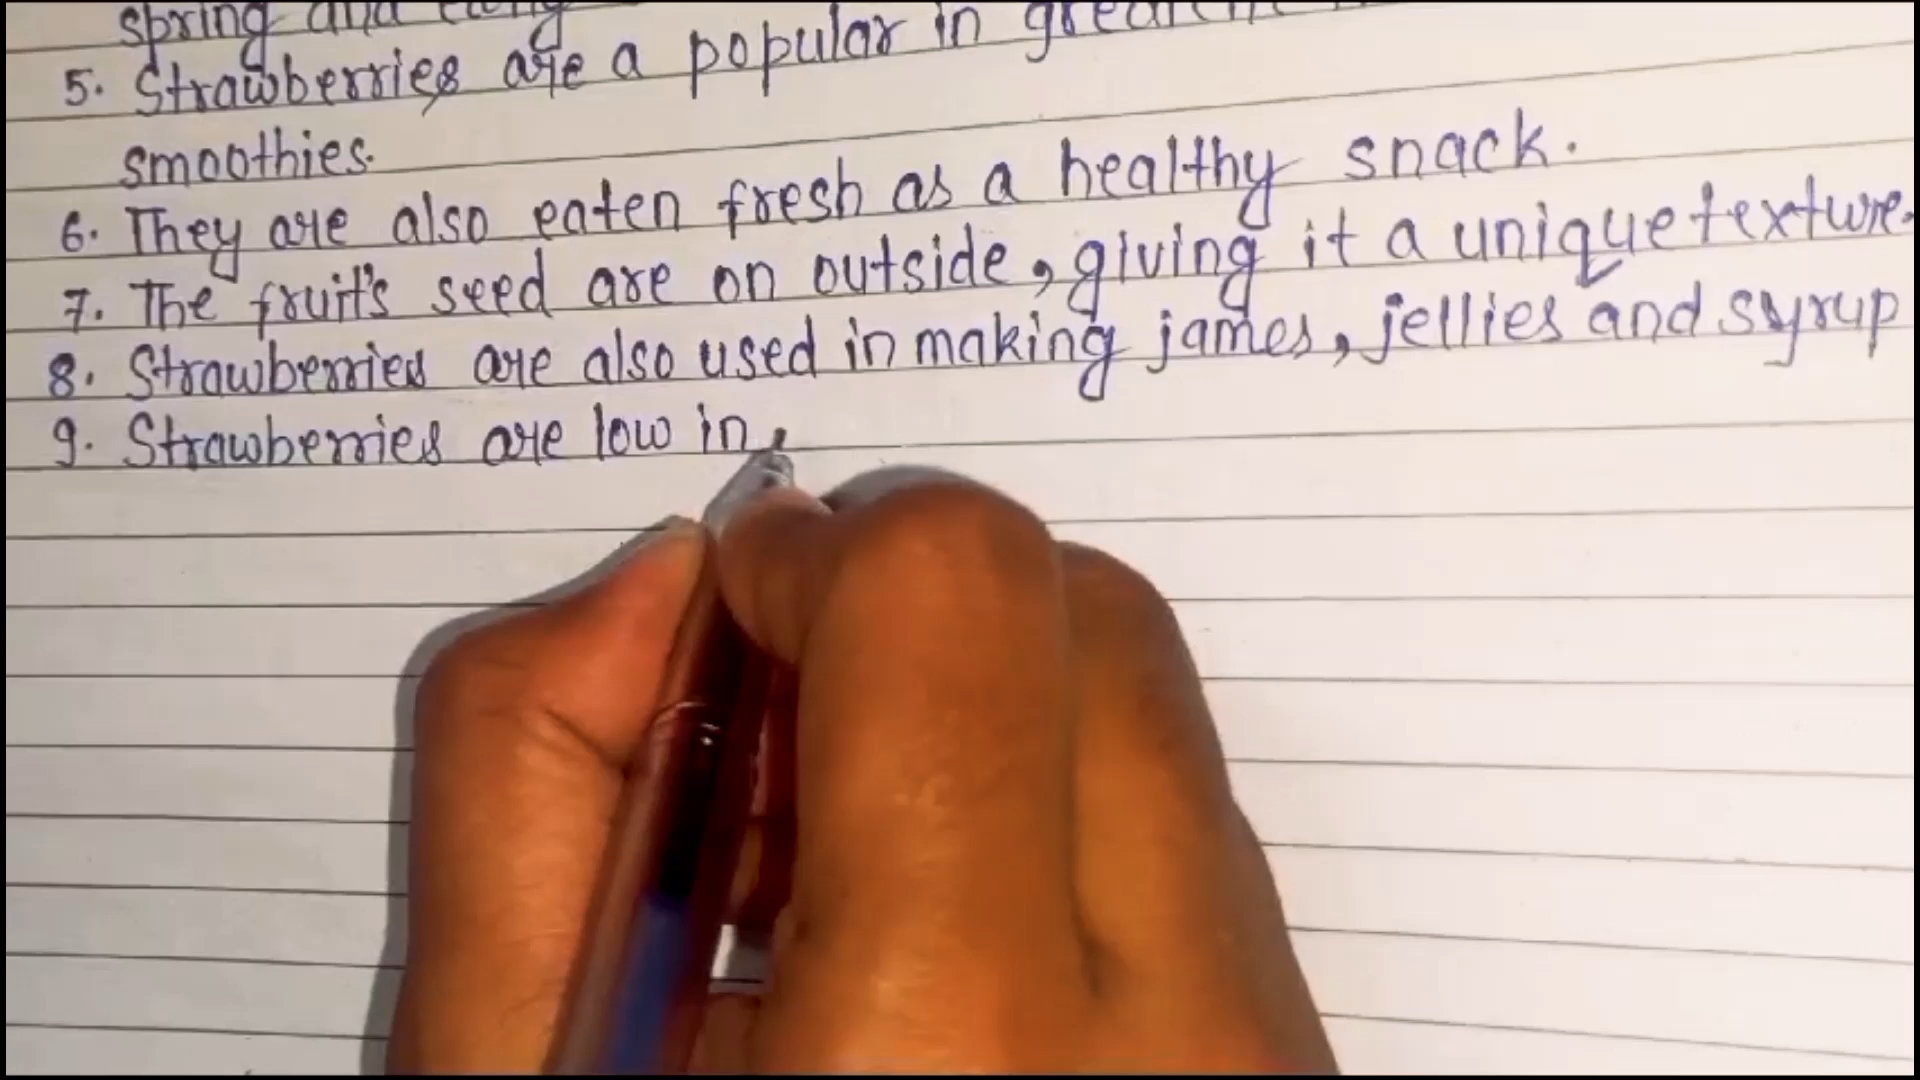 spring and
5. Strawberries are a popular in
smoothies.
6. They are also eaten fresh as a healthy snack.
7. The fruit's seed are on outside, giving it a unique texture.
8. Strawberries are also used in making james, jellies and syrup
9. Strawberries are low in